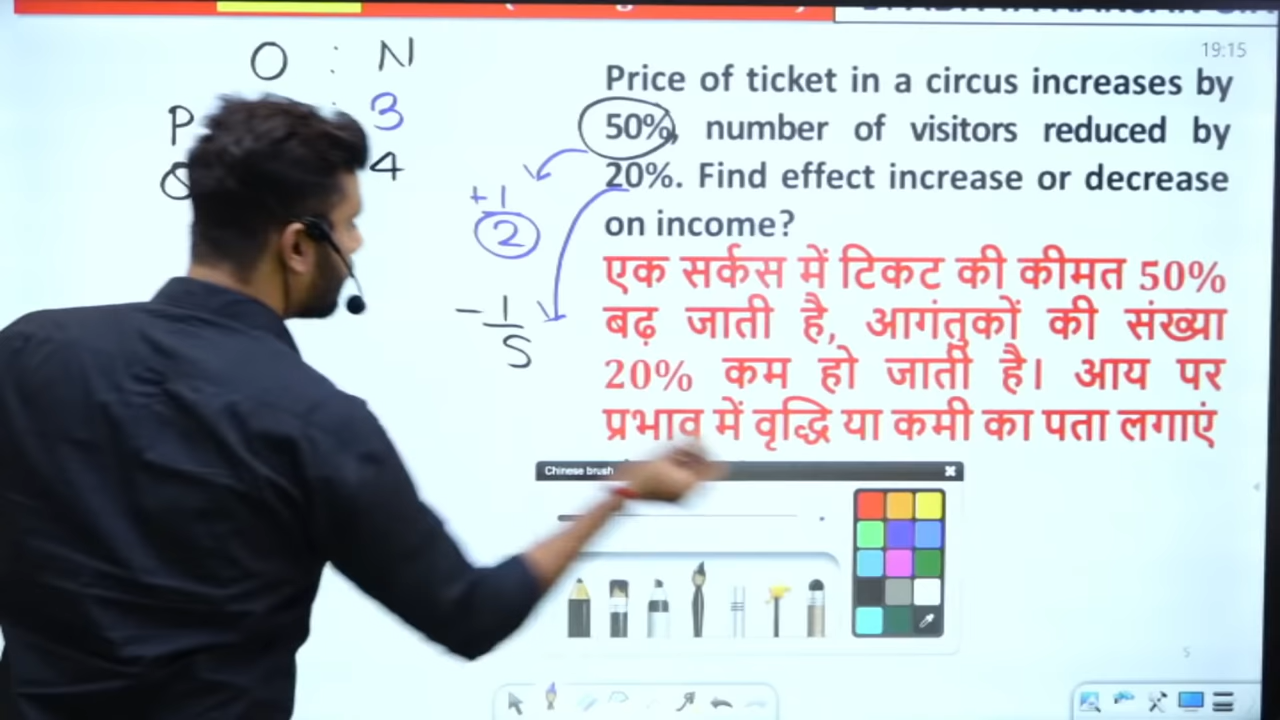 19:15
O : N
P : 3
4
Price of ticket in a circus increases by
50%, number of visitors reduced by
20%. Find effect increase or decrease
on income?
+1
2
-1
5
एक सर्कस में टिकट की कीमत 50%
बढ़ जाती है, आगंतुकों की संख्या
20% कम हो जाती है। आय पर
प्रभाव में वृद्धि या कमी का पता लगाएं
Chinese brush
5